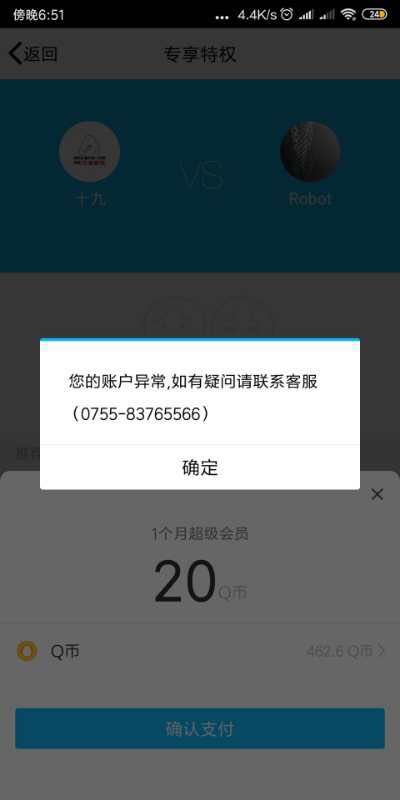 傍晚6:51
... 4.4K/s
24
返回
专享特权
VS
十九
Robot
您的账户异常,如有疑问请联系客服
（0755-83765566）
确定
1个月超级会员
20Q币
Q币
462.6 Q币
确认支付